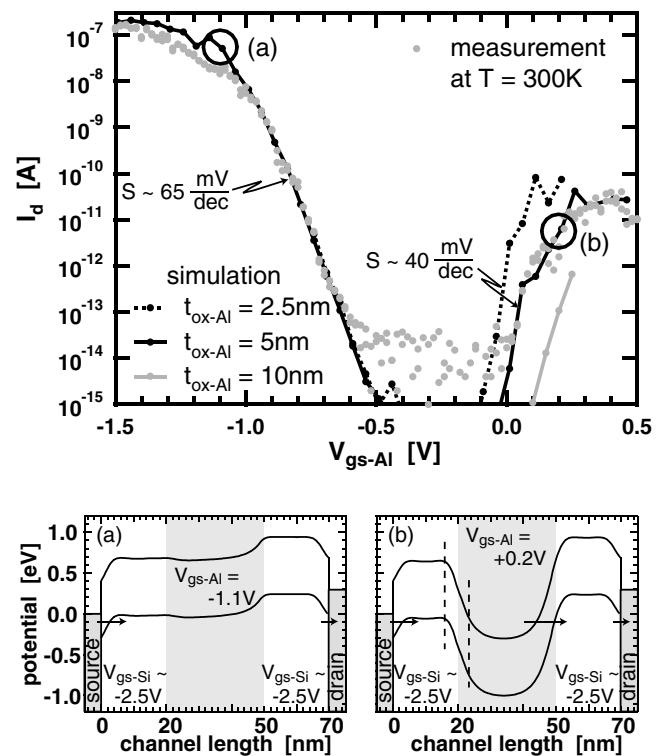 10⁻⁷
10⁻⁸
10⁻⁹
10⁻¹⁰
10⁻¹¹
10⁻¹²
10⁻¹³
10⁻¹⁴
10⁻¹⁵
I_d [A]
(a)
measurement
at T = 300K
S ~ 65 mV/dec
S ~ 40 mV/dec
(b)
simulation
t_ox-Al = 2.5nm
t_ox-Al = 5nm
t_ox-Al = 10nm
-1.5 -1.0 -0.5 0.0 0.5
V_gs-Al [V]
(a)
1.0
0.5
0.0
-0.5
-1.0
potential [eV]
V_gs-Al =
-1.1V
source
drain
V_gs-Si ~
-2.5V
V_gs-Si ~
-2.5V
0 20 50 70
channel length [nm]
(b)
V_gs-Al =
+0.2V
source
drain
V_gs-Si ~
-2.5V
V_gs-Si ~
-2.5V
0 20 50 70
channel length [nm]